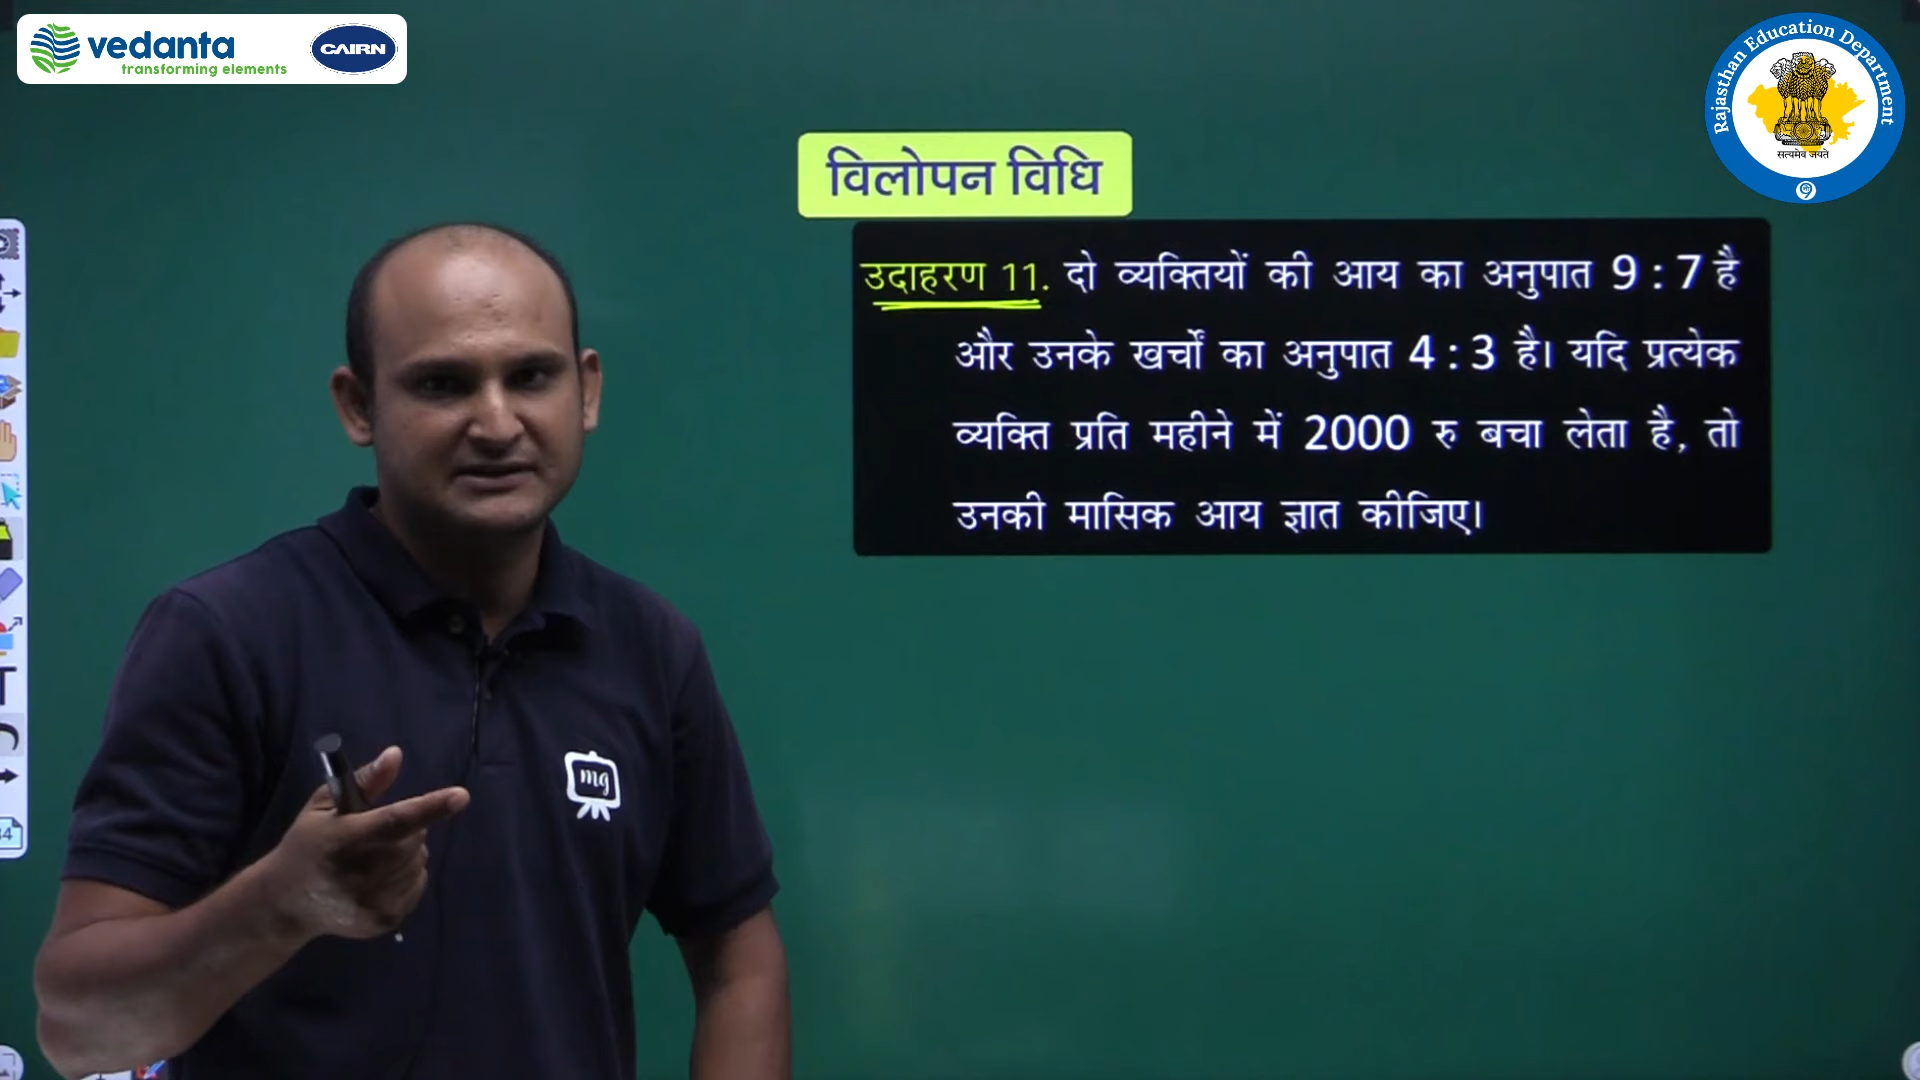 vedanta
transforming elements
CAIRN
Rajasthan Education Department
सत्यमेव जयते
विलोपन विधि
उदाहरण 11. दो व्यक्तियों की आय का अनुपात 9 : 7 है
और उनके खर्चों का अनुपात 4 : 3 है। यदि प्रत्येक
व्यक्ति प्रति महीने में 2000 रु बचा लेता है, तो
उनकी मासिक आय ज्ञात कीजिए।
mg